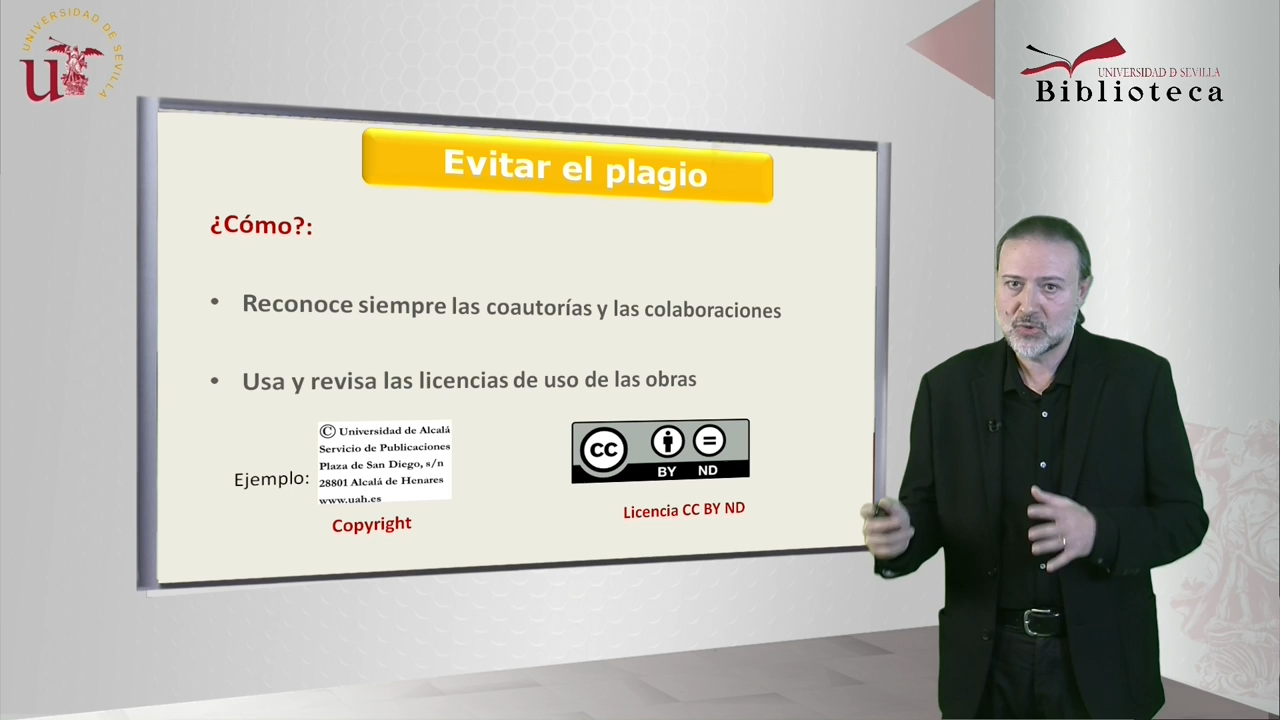 UNIVERSIDAD DE SEVILLA
UNIVERSIDAD D SEVILLA
Biblioteca
Evitar el plagio
¿Cómo?:
• Reconoce siempre las coautorías y las colaboraciones
• Usa y revisa las licencias de uso de las obras
Ejemplo:
© Universidad de Alcalá
Servicio de Publicaciones
Plaza de San Diego, s/n
28801 Alcalá de Henares
www.uah.es
Copyright
CC
BY ND
Licencia CC BY ND